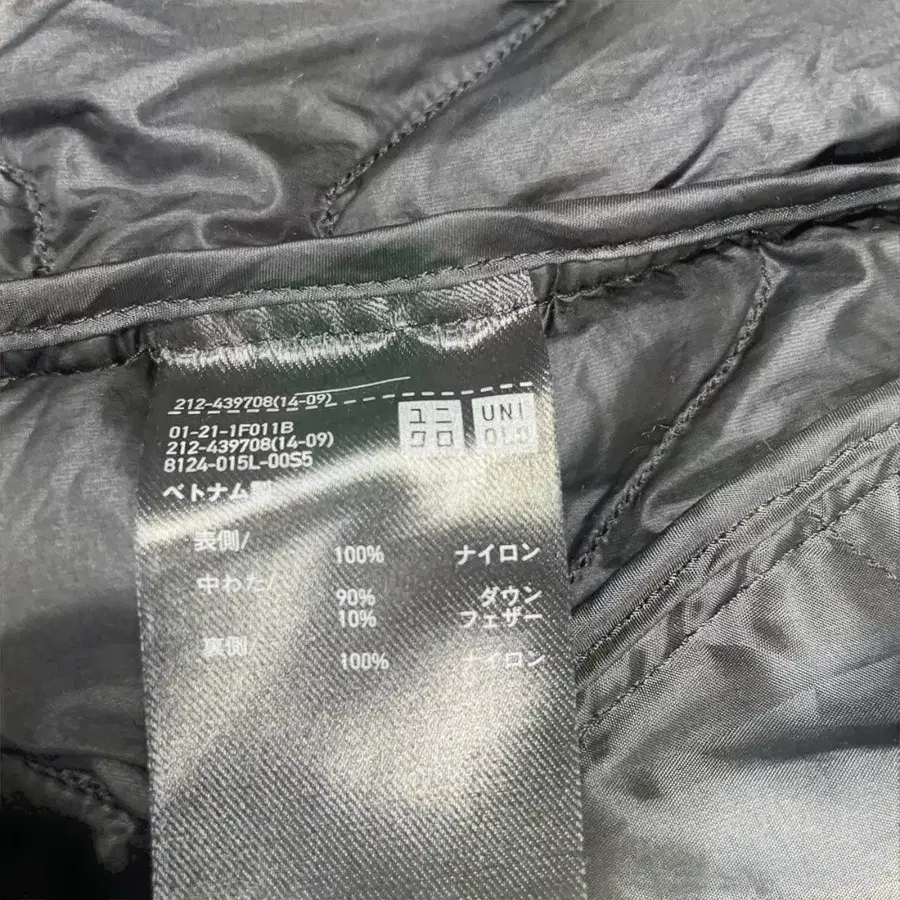 212-439708(14-09)
ユニ
クロ
UNI
QLO
01-21-1F011B
212-439708(14-09)
8124-015L-00S5
ベトナム製
表側/
100% ナイロン
中わた/
90% ダウン
10% フェザー
裏側/
100% ナイロン